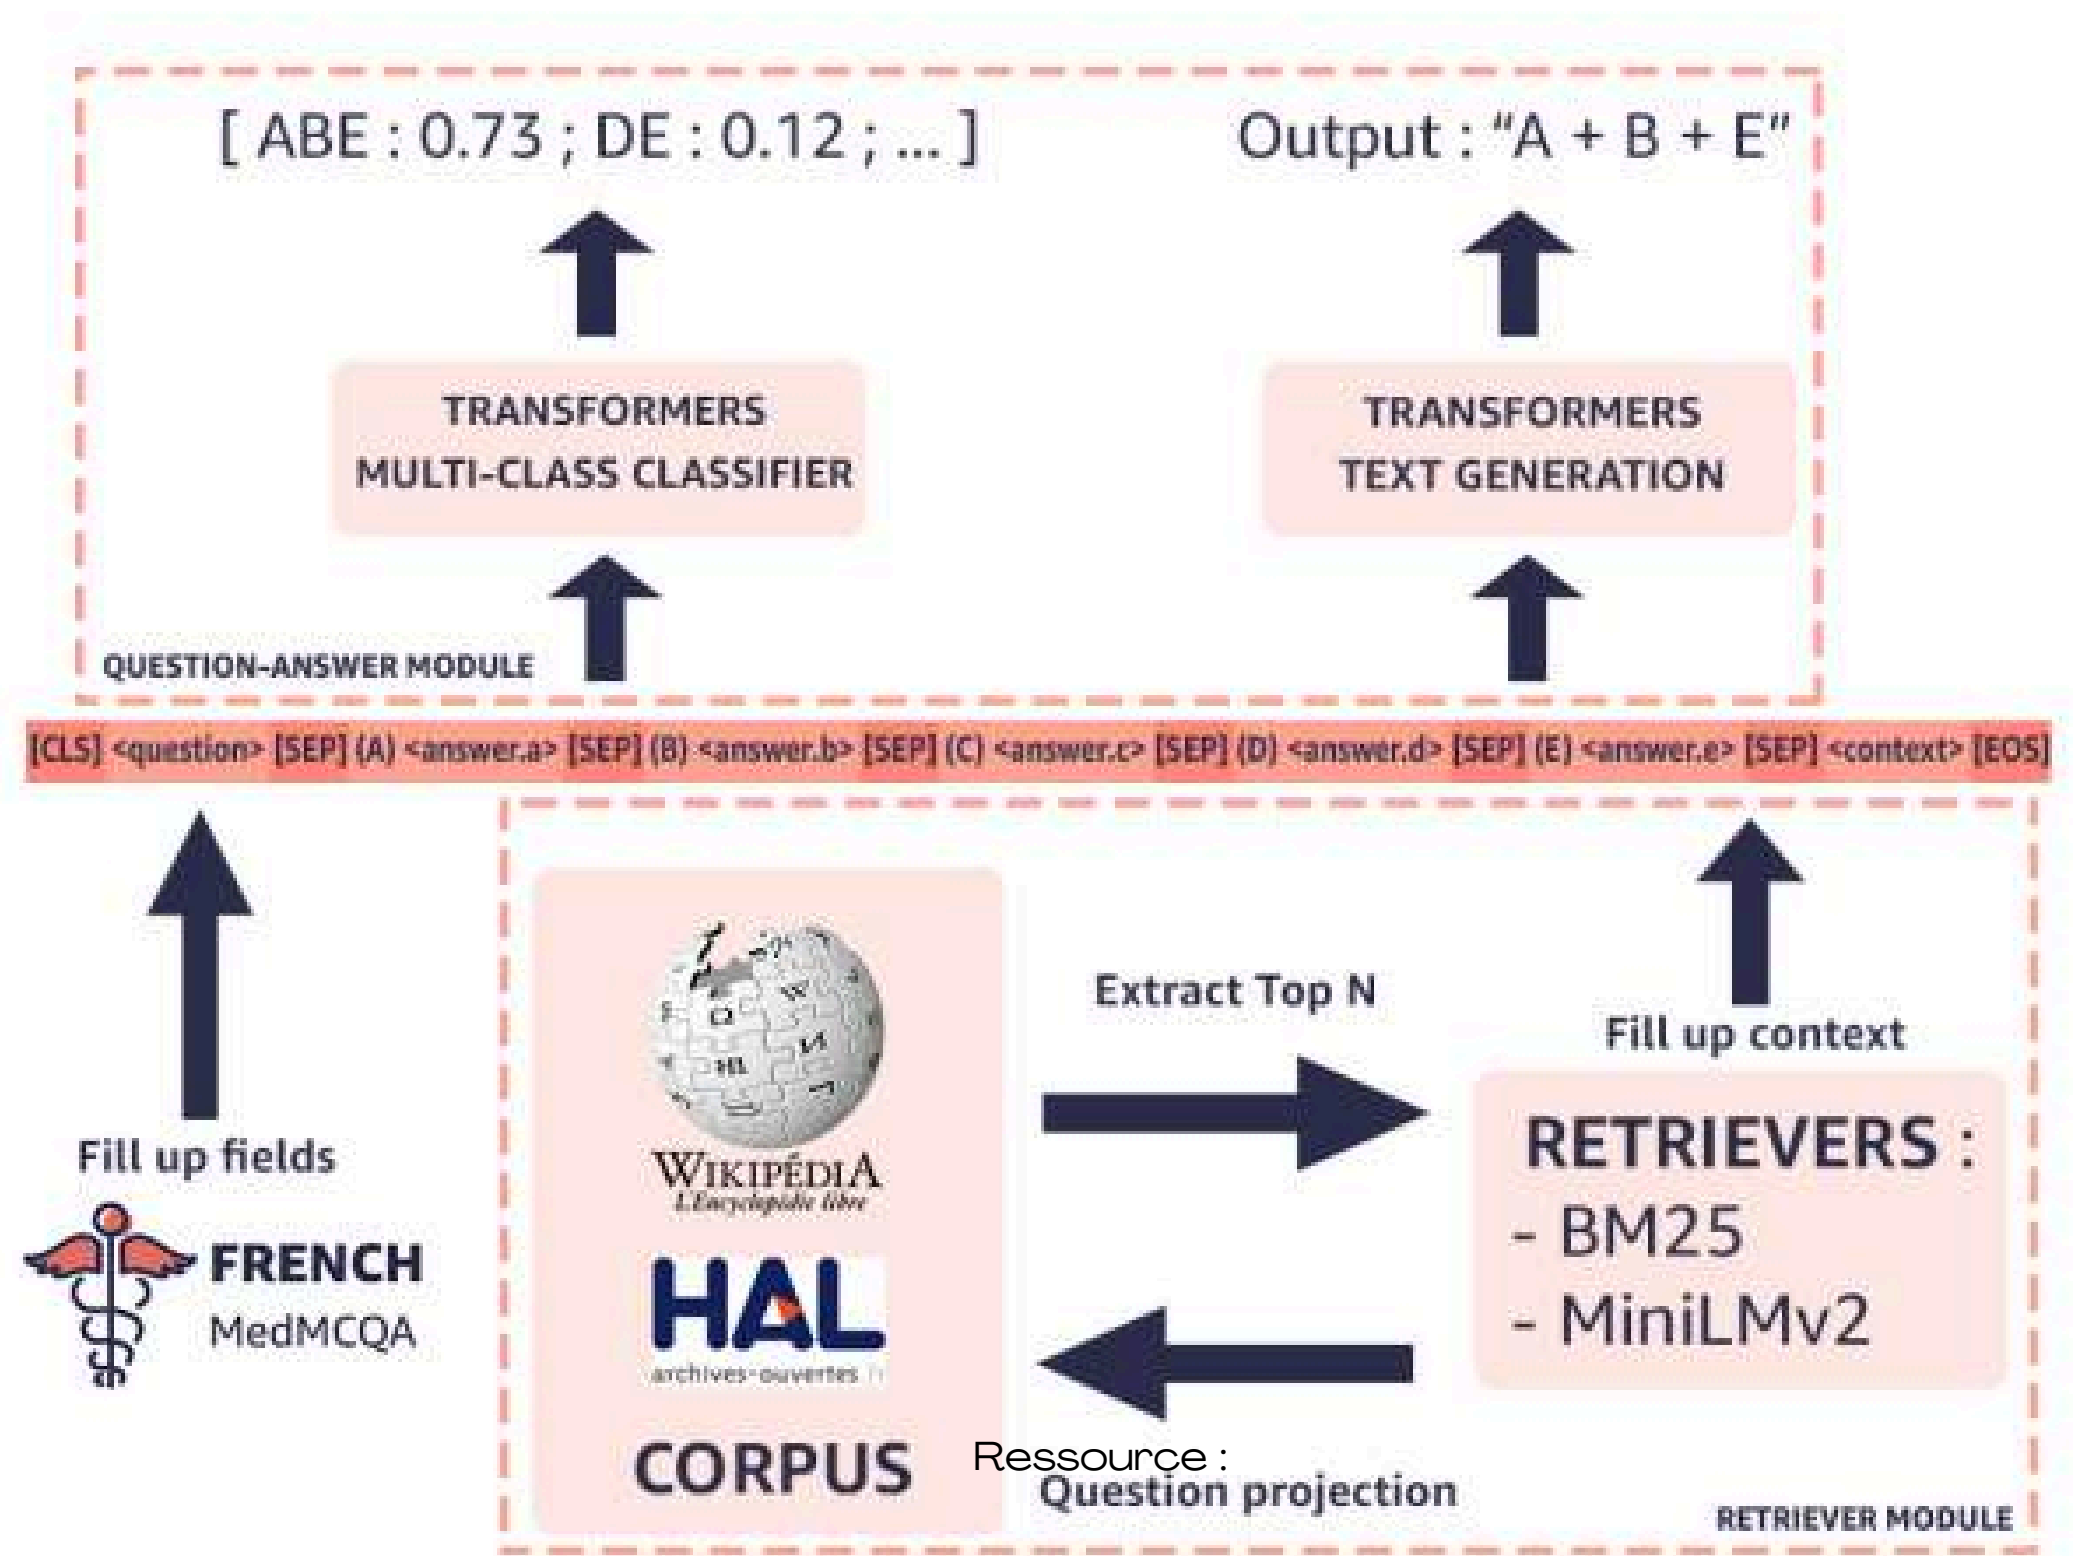 [ ABE : 0.73 ; DE : 0.12 ; ... ]
Output : “A + B + E”
TRANSFORMERS
MULTI-CLASS CLASSIFIER
TRANSFORMERS
TEXT GENERATION
QUESTION-ANSWER MODULE
[CLS] <question> [SEP] (A) <answer.a> [SEP] (B) <answer.b> [SEP] (C) <answer.c> [SEP] (D) <answer.d> [SEP] (E) <answer.e> [SEP] <context> [EOS]
Fill up fields
FRENCH
MedMCQA
WIKIPÉDIA
L'Encyclopédie libre
HAL
archives-ouvertes
CORPUS
Extract Top N
Fill up context
RETRIEVERS :
- BM25
- MiniLMv2
Ressource :
Question projection
RETRIEVER MODULE